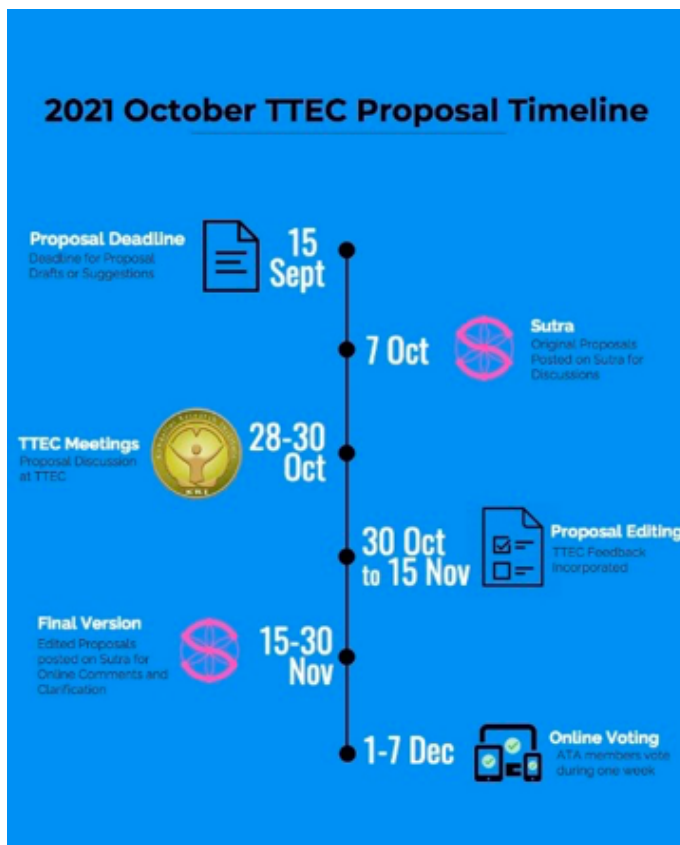 2021 October TTEC Proposal Timeline
Proposal Deadline
Deadline for Proposal
Drafts or Suggestions
15
Sept
7 Oct
Sutra
Original Proposals
Posted on Sutra for
Discussions
TTEC Meetings
Proposal Discussion
at TTEC
28-30
Oct
30 Oct
to 15 Nov
Proposal Editing
TTEC Feedback
Incorporated
Final Version
Edited Proposals
posted on Sutra for
Online Comments and
Clarification
15-30
Nov
1-7 Dec
Online Voting
ATA members vote
during one week